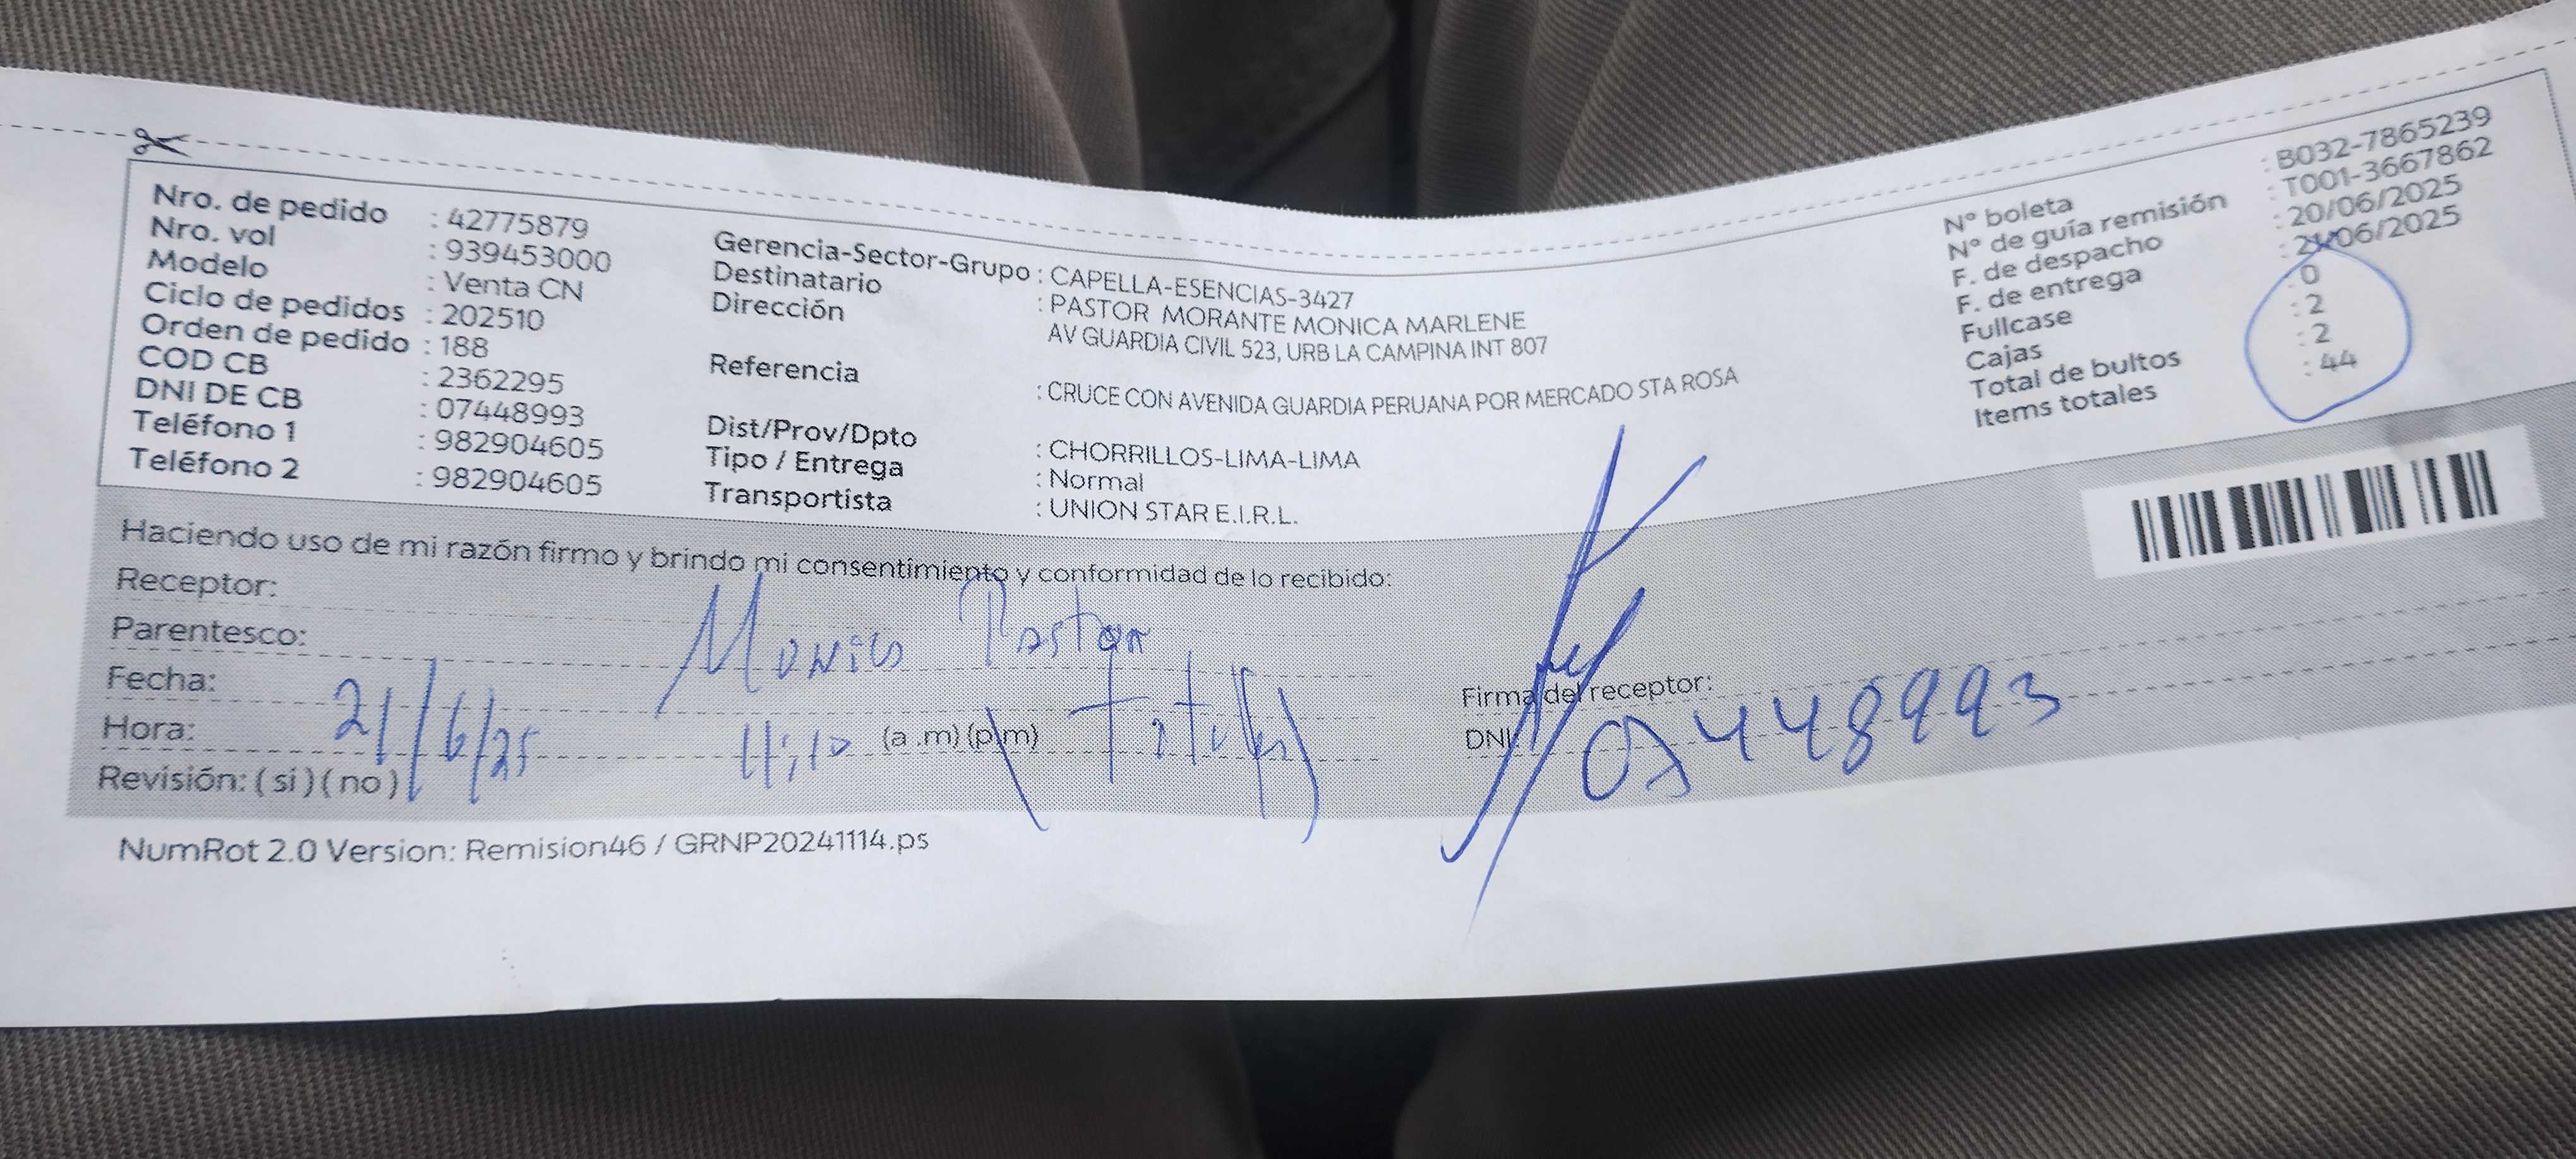 Nro. de pedido : 42775879
Nro. vol : 939453000
Modelo : Venta CN
Ciclo de pedidos : 202510
Orden de pedido : 188
COD CB : 2362295
DNI DE CB : 07448993
Teléfono 1 : 982904605
Teléfono 2 : 982904605
Gerencia-Sector-Grupo : CAPELLA-ESENCIAS-3427
Destinatario : PASTOR MORANTE MONICA MARLENE
Dirección AV GUARDIA CIVIL 523, URB LA CAMPINA INT 807
Referencia : CRUCE CON AVENIDA GUARDIA PERUANA POR MERCADO STA ROSA
Dist/Prov/Dpto : CHORRILLOS-LIMA-LIMA
Tipo / Entrega : Normal
Transportista : UNION STAR E.I.R.L.
N° boleta : B032-7865239
N° de guía remisión : T001-3667862
F. de despacho : 20/06/2025
F. de entrega : 21/06/2025
Fullcase : 0
Cajas : 2
Total de bultos : 2
Items totales : 44
Haciendo uso de mi razón firmo y brindo mi consentimiento y conformidad de lo recibido:
Receptor: Monica Pastor
Parentesco: (Titular)
Fecha: 21/6/25
Hora: 11:10 (a .m) (p.m)
Revisión: ( si ) ( no )
Firma del receptor:
DNI: 07448993
NumRot 2.0 Version: Remision46 / GRNP20241114.ps